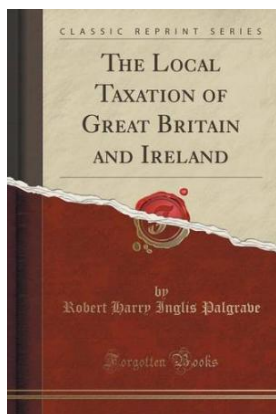 CLASSIC REPRINT SERIES
THE LOCAL
TAXATION OF
GREAT BRITAIN
AND IRELAND
by
Robert Harry Inglis Palgrave
Forgotten Books